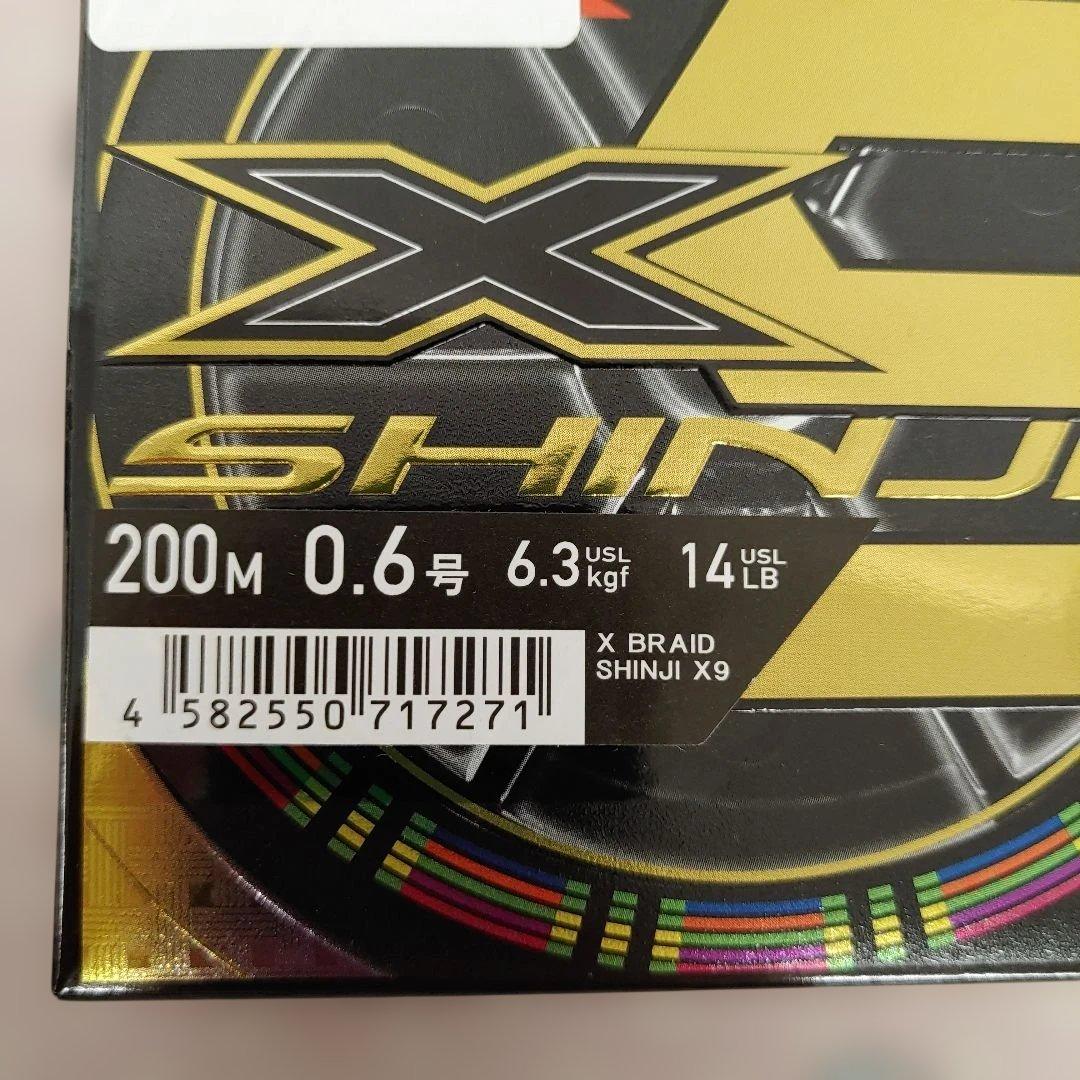 X
SHINJI
200M 0.6号 6.3 USL kgf 14 USL LB
X BRAID
SHINJI X9
4 582550 717271